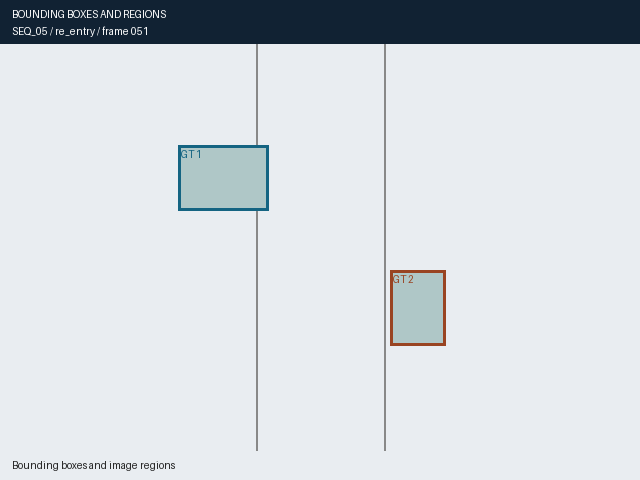 BOUNDING BOXES AND REGIONS
SEQ_05 / re_entry / frame 051
GT1
GT2
Bounding boxes and image regions